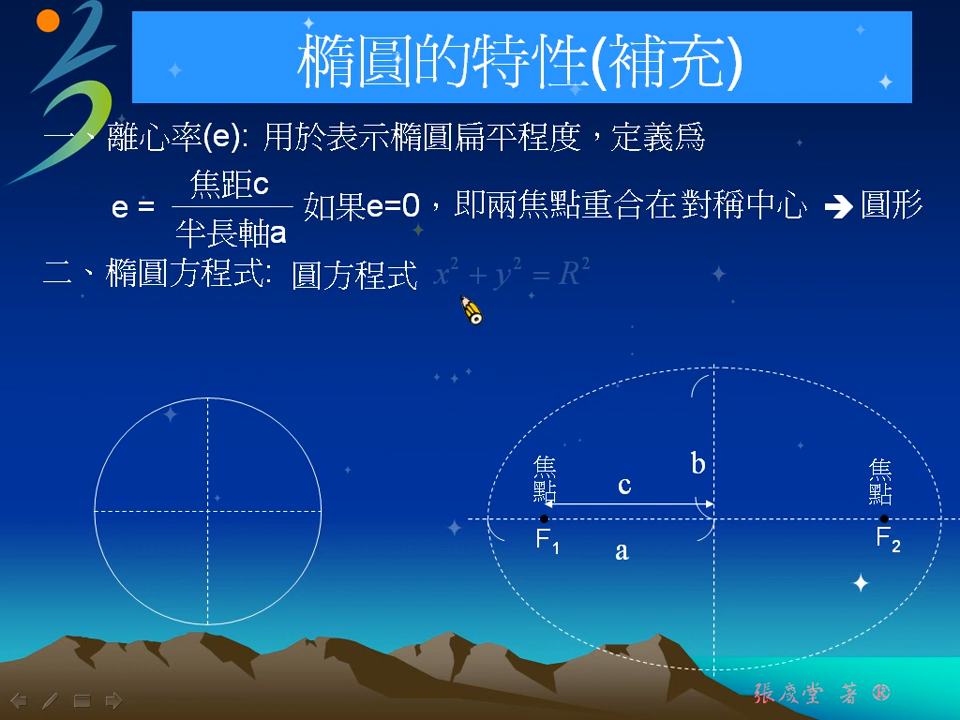 橢圓的特性(補充)
一、離心率(e): 用於表示橢圓扁平程度，定義爲
e = 焦距c / 半長軸a 如果e=0，即兩焦點重合在對稱中心 ➔ 圓形
二、橢圓方程式: 圓方程式 x² + y² = R²
焦點 c b 焦點
F₁ a F₂
張慶堂 著 ®